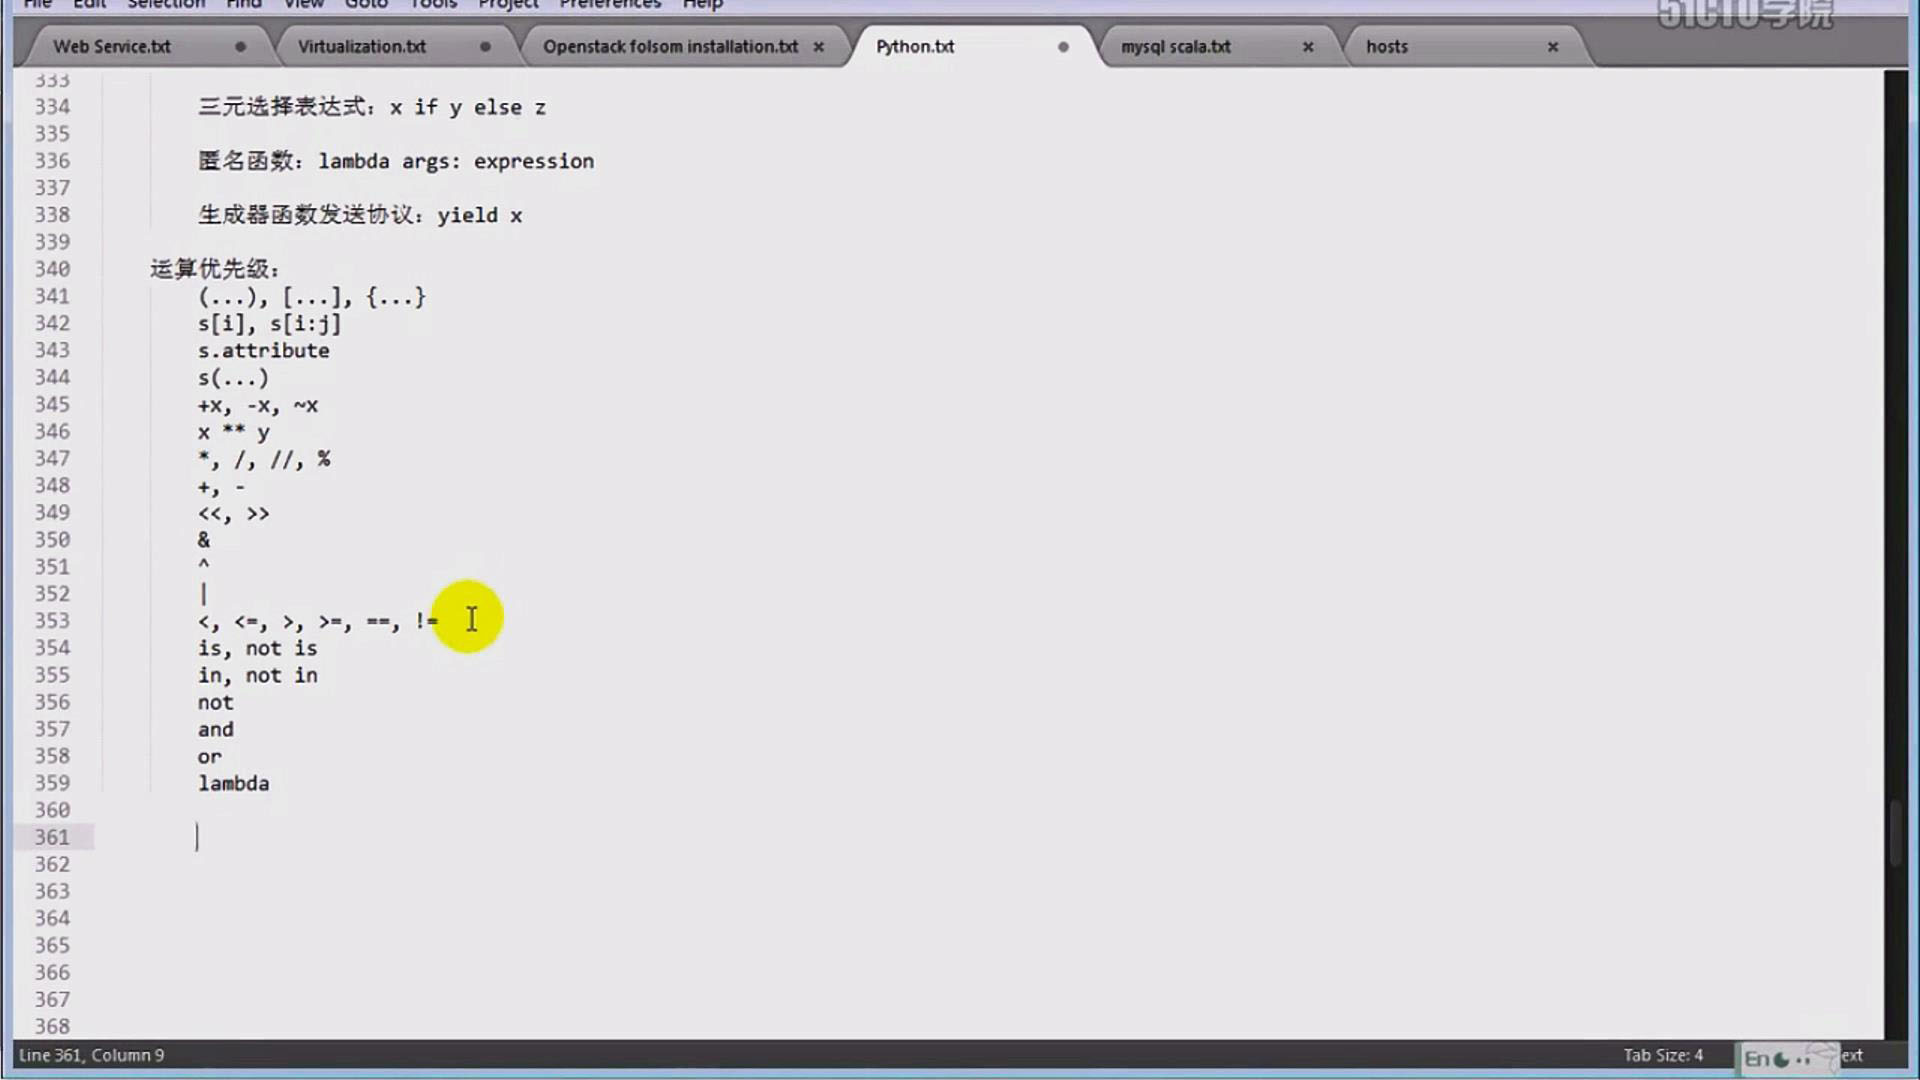 File Edit Selection Find View Goto Tools Project Preferences Help
51CTO学院
Web Service.txt Virtualization.txt Openstack folsom installation.txt Python.txt mysql scala.txt hosts
333
334 三元选择表达式：x if y else z
335
336 匿名函数：lambda args: expression
337
338 生成器函数发送协议：yield x
339
340 运算优先级：
341 (...), [...], {...}
342 s[i], s[i:j]
343 s.attribute
344 s(...)
345 +x, -x, ~x
346 x ** y
347 *, /, //, %
348 +, -
349 <<, >>
350 &
351 ^
352 |
353 <, <=, >, >=, ==, !=
354 is, not is
355 in, not in
356 not
357 and
358 or
359 lambda
360
361
362
363
364
365
366
367
368
Line 361, Column 9 Tab Size: 4 En ext